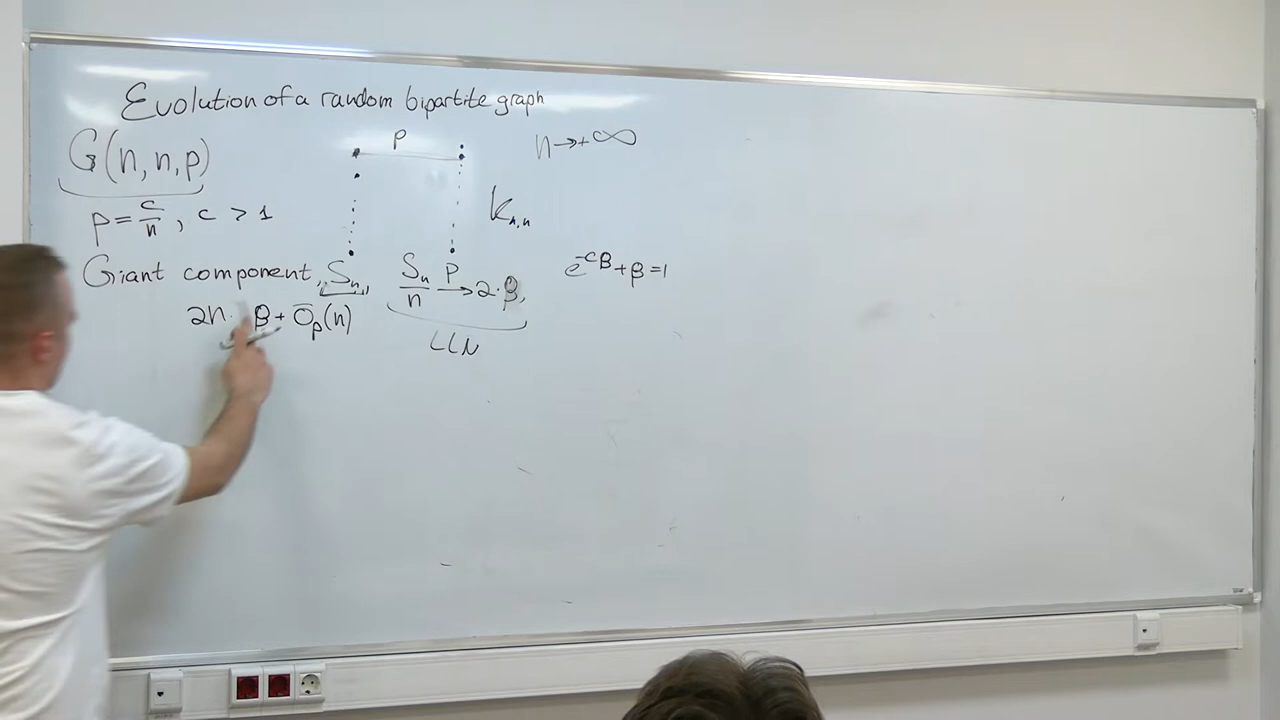 Evolution of a random bipartite graph
G(n, n, p)
p
n → +∞
p = c/n, c > 1
K_{n,n}
Giant component, S_n,
S_n/n →^P 2·β,
e^{-cβ} + β = 1
2n· β + ō_p(n)
LLN